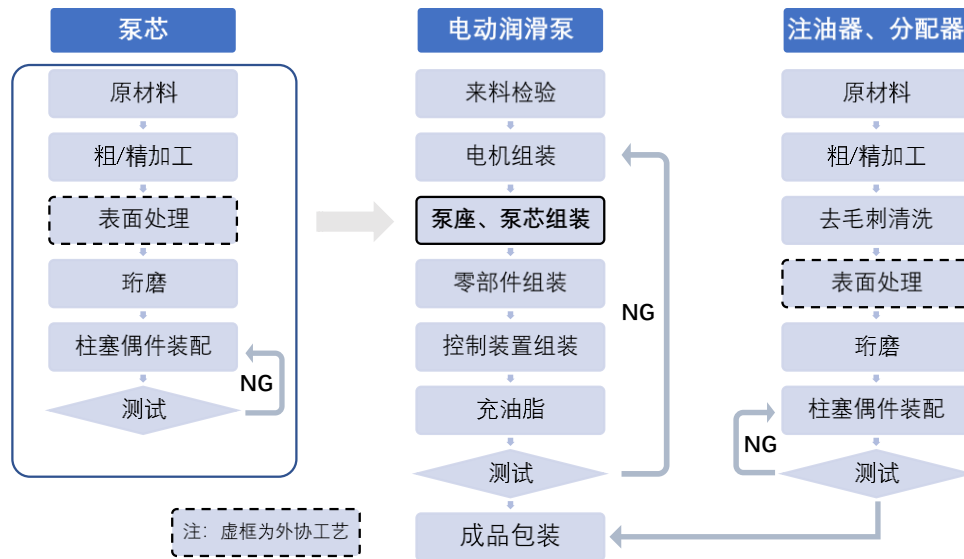 泵芯
原材料
粗/精加工
表面处理
珩磨
柱塞偶件装配
NG
测试
电动润滑泵
来料检验
电机组装
泵座、泵芯组装
零部件组装
控制装置组装
充油脂
测试
NG
成品包装
注油器、分配器
原材料
粗/精加工
去毛刺清洗
表面处理
珩磨
柱塞偶件装配
NG
测试
注：虚框为外协工艺